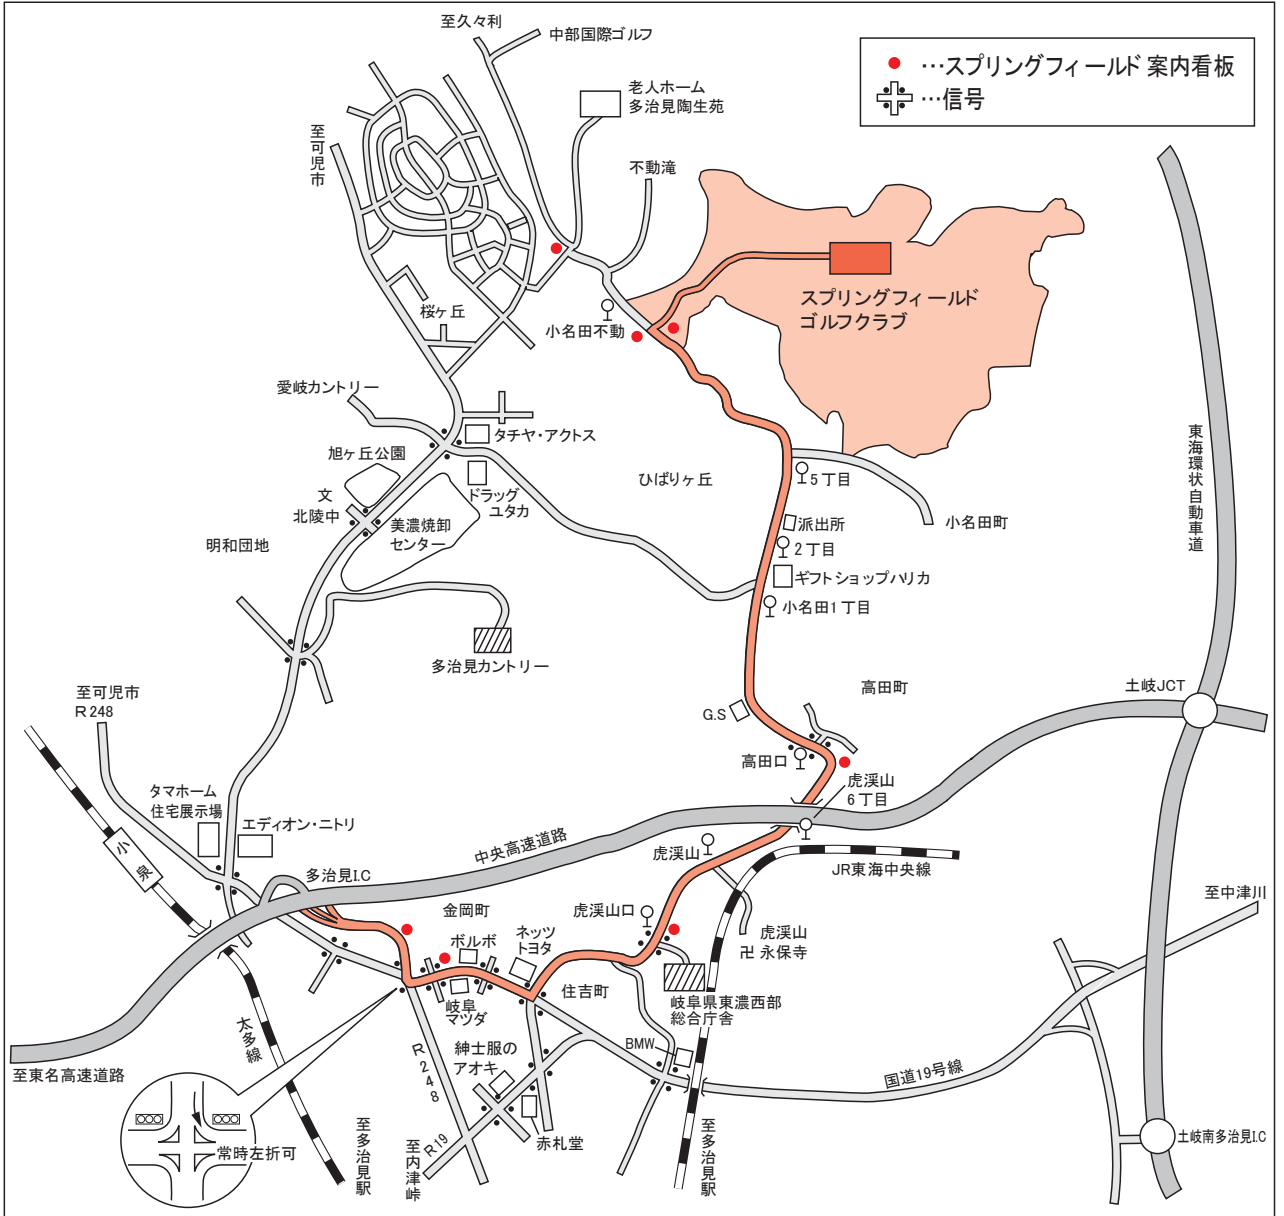 至久々利
中部国際ゴルフ
…スプリングフィールド 案内看板
…信号
老人ホーム
多治見陶生苑
至可児市
不動滝
スプリングフィールド
ゴルフクラブ
桜ヶ丘
小名田不動
愛岐カントリー
タチヤ・アクトス
旭ヶ丘公園
ドラッグ
ユタカ
文
北陵中
美濃焼卸
センター
ひばりヶ丘
5丁目
小名田町
東海環状自動車道
派出所
2丁目
明和団地
ギフトショップハリカ
小名田1丁目
多治見カントリー
至可児市
R 248
高田町
土岐JCT
G.S
高田口
虎渓山
6丁目
タマホーム
住宅展示場
エディオン・ニトリ
中央高速道路
虎渓山
JR東海中央線
小泉
多治見I.C
金岡町
虎渓山口
至中津川
ボルボ
ネッツ
トヨタ
虎渓山
卍 永保寺
岐阜
マツダ
住吉町
岐阜県東濃西部
総合庁舎
太多線
R248
紳士服の
アオキ
BMW
国道19号線
至東名高速道路
常時左折可
至多治見駅
至内津峠
R19
赤札堂
至多治見駅
土岐南多治見I.C